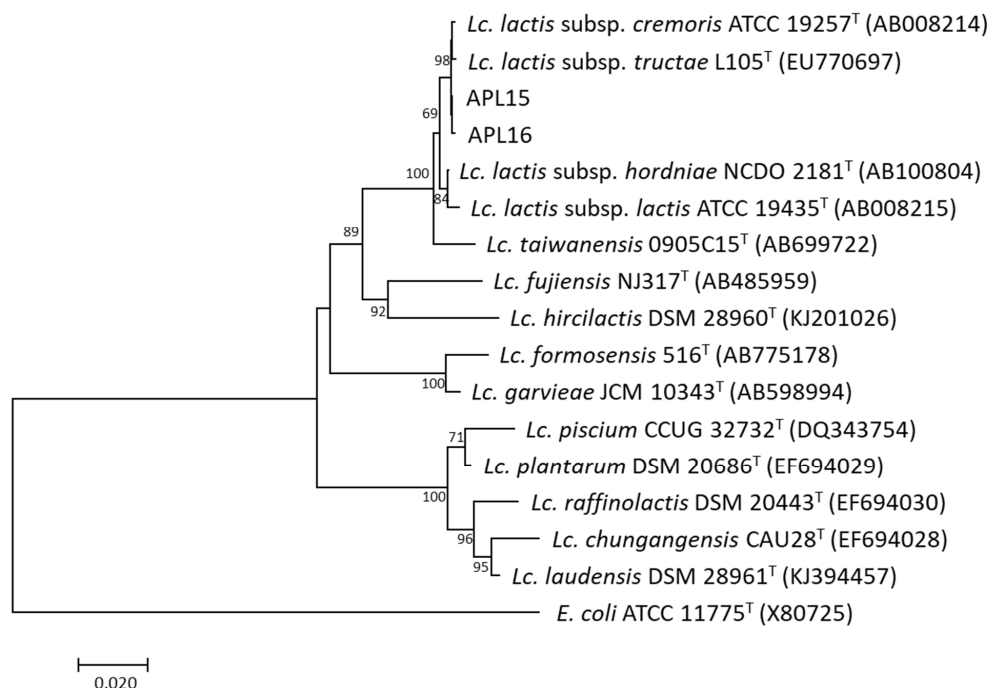 Lc. lactis subsp. cremoris ATCC 19257ᵀ (AB008214)
98
Lc. lactis subsp. tructae L105ᵀ (EU770697)
APL15
69
APL16
100
Lc. lactis subsp. hordniae NCDO 2181ᵀ (AB100804)
84
Lc. lactis subsp. lactis ATCC 19435ᵀ (AB008215)
89
Lc. taiwanensis 0905C15ᵀ (AB699722)
Lc. fujiensis NJ317ᵀ (AB485959)
92
Lc. hircilactis DSM 28960ᵀ (KJ201026)
Lc. formosensis 516ᵀ (AB775178)
100
Lc. garvieae JCM 10343ᵀ (AB598994)
71
Lc. piscium CCUG 32732ᵀ (DQ343754)
Lc. plantarum DSM 20686ᵀ (EF694029)
100
Lc. raffinolactis DSM 20443ᵀ (EF694030)
96
Lc. chungangensis CAU28ᵀ (EF694028)
95
Lc. laudensis DSM 28961ᵀ (KJ394457)
E. coli ATCC 11775ᵀ (X80725)
0.020